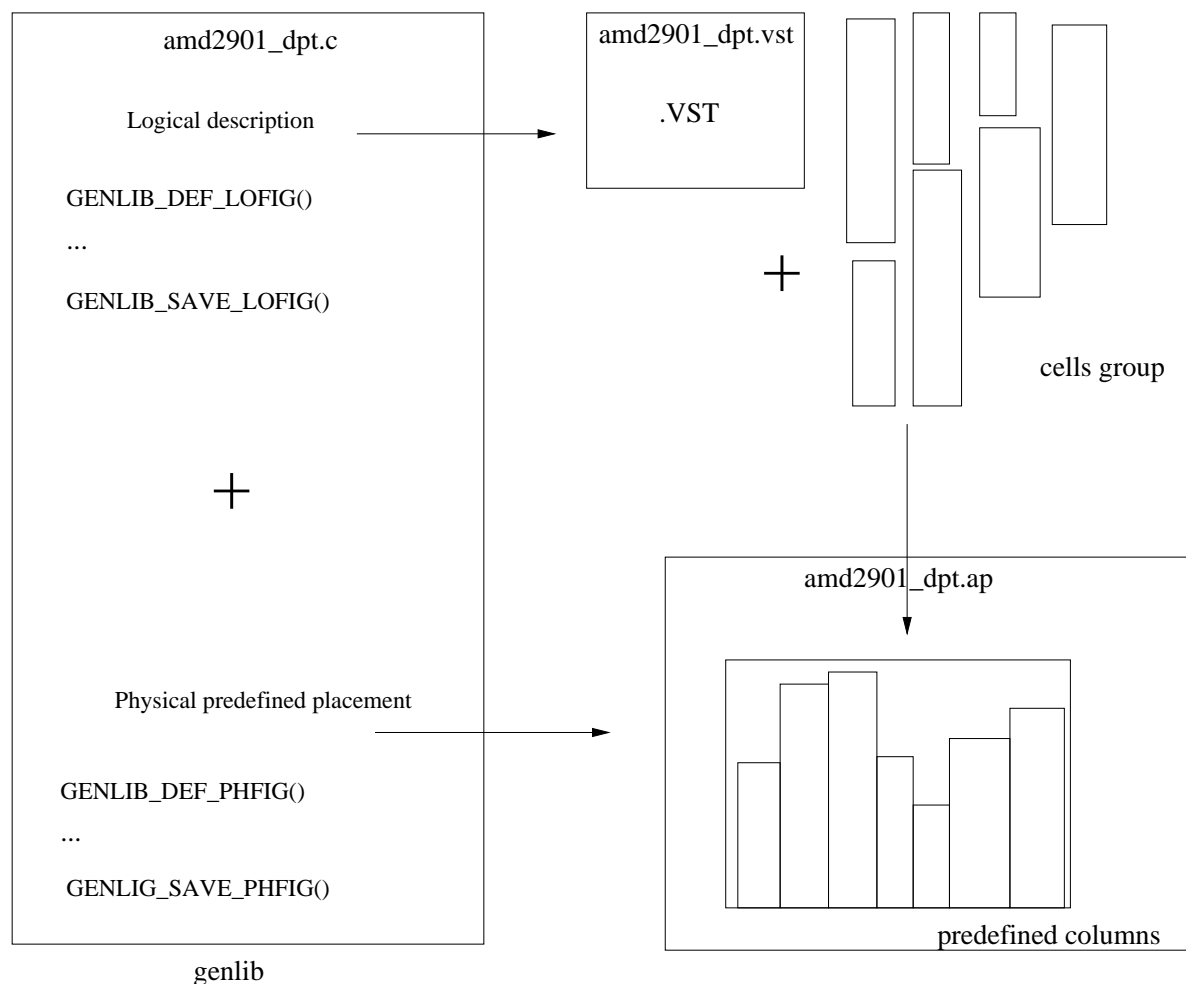 amd2901_dpt.c
Logical description
GENLIB_DEF_LOFIG()
...
GENLIB_SAVE_LOFIG()
+
Physical predefined placement
GENLIB_DEF_PHFIG()
...
GENLIG_SAVE_PHFIG()
genlib
amd2901_dpt.vst
.VST
+
cells group
amd2901_dpt.ap
predefined columns